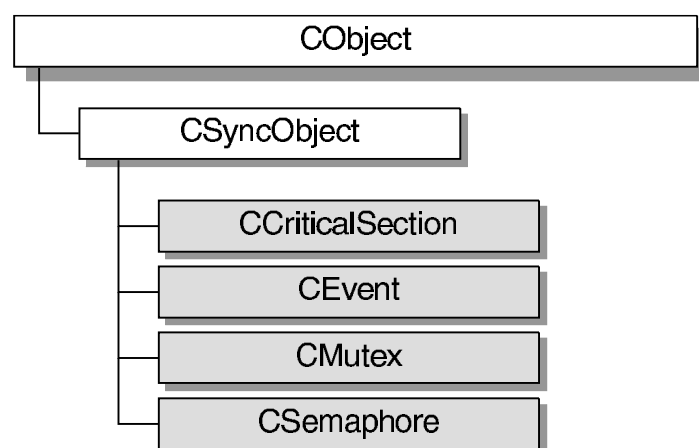 CObject
CSyncObject
CCriticalSection
CEvent
CMutex
CSemaphore